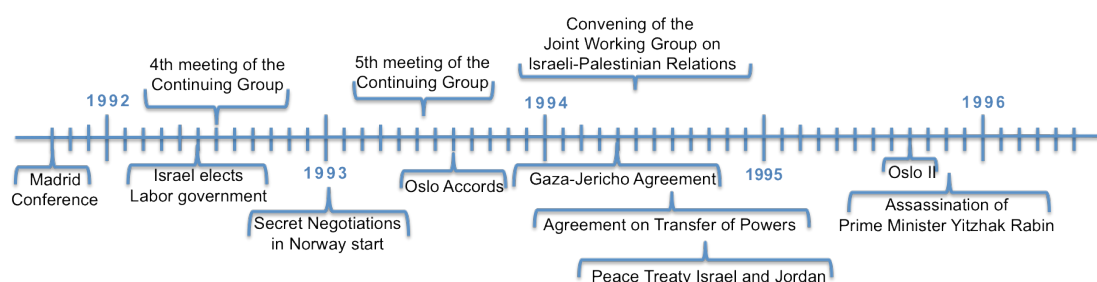 Convening of the
Joint Working Group on
Israeli-Palestinian Relations
4th meeting of the
Continuing Group
5th meeting of the
Continuing Group
1992
1994
1996
Madrid
Conference
Israel elects
Labor government
1993
Oslo Accords
Gaza-Jericho Agreement
1995
Oslo II
Secret Negotiations
in Norway start
Agreement on Transfer of Powers
Assassination of
Prime Minister Yitzhak Rabin
Peace Treaty Israel and Jordan